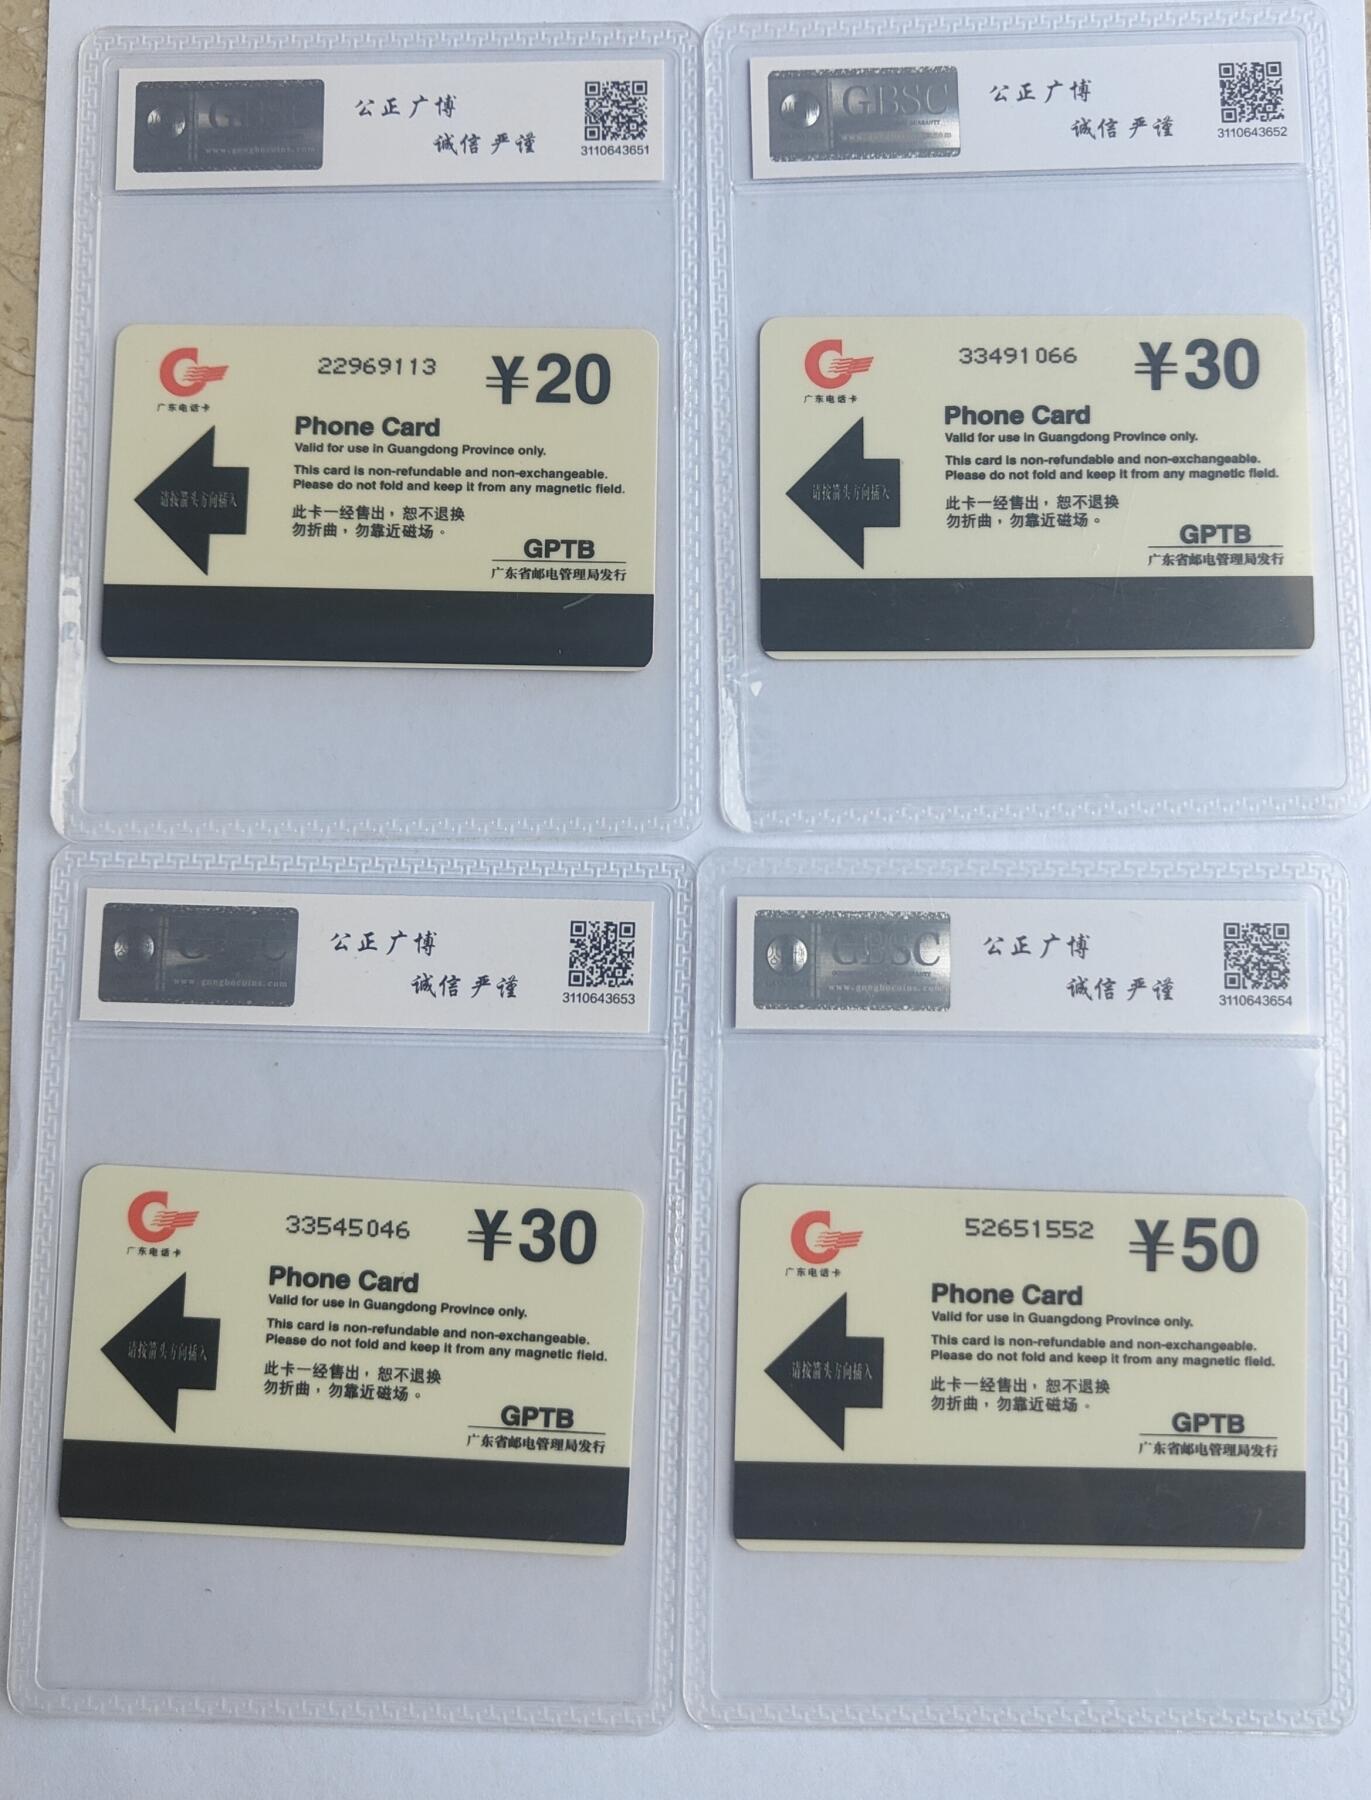 GBSC
www.gongbocoins.com
公正广博
诚信严谨
3110643651
广东电话卡
22969113
¥20
Phone Card
Valid for use in Guangdong Province only.
This card is non-refundable and non-exchangeable.
Please do not fold and keep it from any magnetic field.
请按箭头方向插入
此卡一经售出，恕不退换
勿折曲，勿靠近磁场。
GPTB
广东省邮电管理局发行
GBSC
公正广博
诚信严谨
3110643652
广东电话卡
33491066
¥30
Phone Card
Valid for use in Guangdong Province only.
This card is non-refundable and non-exchangeable.
Please do not fold and keep it from any magnetic field.
请按箭头方向插入
此卡一经售出，恕不退换
勿折曲，勿靠近磁场。
GPTB
广东省邮电管理局发行
GBSC
www.gongbocoins.com
公正广博
诚信严谨
3110643653
广东电话卡
33545046
¥30
Phone Card
Valid for use in Guangdong Province only.
This card is non-refundable and non-exchangeable.
Please do not fold and keep it from any magnetic field.
请按箭头方向插入
此卡一经售出，恕不退换
勿折曲，勿靠近磁场。
GPTB
广东省邮电管理局发行
GBSC
www.gongbocoins.com
公正广博
诚信严谨
3110643654
广东电话卡
52651552
¥50
Phone Card
Valid for use in Guangdong Province only.
This card is non-refundable and non-exchangeable.
Please do not fold and keep it from any magnetic field.
请按箭头方向插入
此卡一经售出，恕不退换
勿折曲，勿靠近磁场。
GPTB
广东省邮电管理局发行